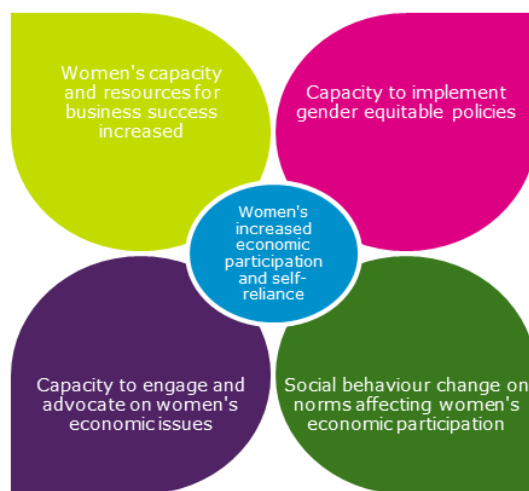 Women's capacity
and resources for
business success
increased
Capacity to implement
gender equitable policies
Women's
increased
economic
participation
and self-
reliance
Capacity to engage and
advocate on women's
economic issues
Social behaviour change on
norms affecting women's
economic participation